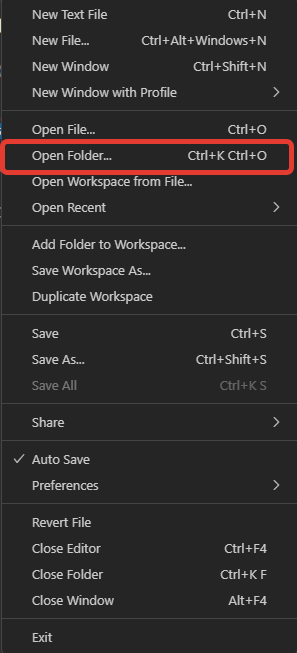 New Text File Ctrl+N
New File... Ctrl+Alt+Windows+N
New Window Ctrl+Shift+N
New Window with Profile
Open File... Ctrl+O
Open Folder... Ctrl+K Ctrl+O
Open Workspace from File...
Open Recent
Add Folder to Workspace...
Save Workspace As...
Duplicate Workspace
Save Ctrl+S
Save As... Ctrl+Shift+S
Save All Ctrl+K S
Share
Auto Save
Preferences
Revert File
Close Editor Ctrl+F4
Close Folder Ctrl+K F
Close Window Alt+F4
Exit